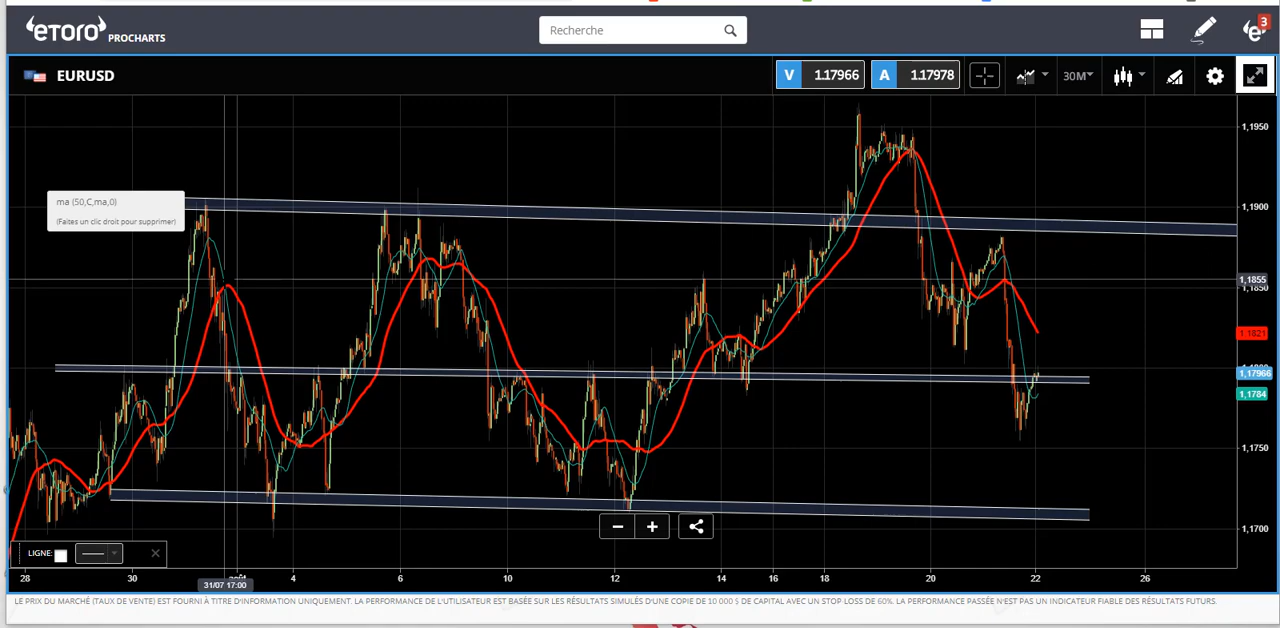 eTORO PROCHARTS
Recherche
3
EURUSD
V 1.17966
A 1.17978
30M
1,1950
ma (50,C,ma,0)
(Faites un clic droit pour supprimer)
1,1900
1,1855
1,1850
1.1821
1,17966
1,1784
1,1750
1,1700
LIGNE:
28 30 4 6 10 12 14 16 18 20 22 26
31/07 17:00
LE PRIX DU MARCHÉ (TAUX DE VENTE) EST FOURNI À TITRE D'INFORMATION UNIQUEMENT. LA PERFORMANCE DE L'UTILISATEUR EST BASÉE SUR LES RÉSULTATS SIMULÉS D'UNE COPIE DE 10 000 $ DE CAPITAL AVEC UN STOP LOSS DE 60%. LA PERFORMANCE PASSÉE N'EST PAS UN INDICATEUR FIABLE DES RÉSULTATS FUTURS.